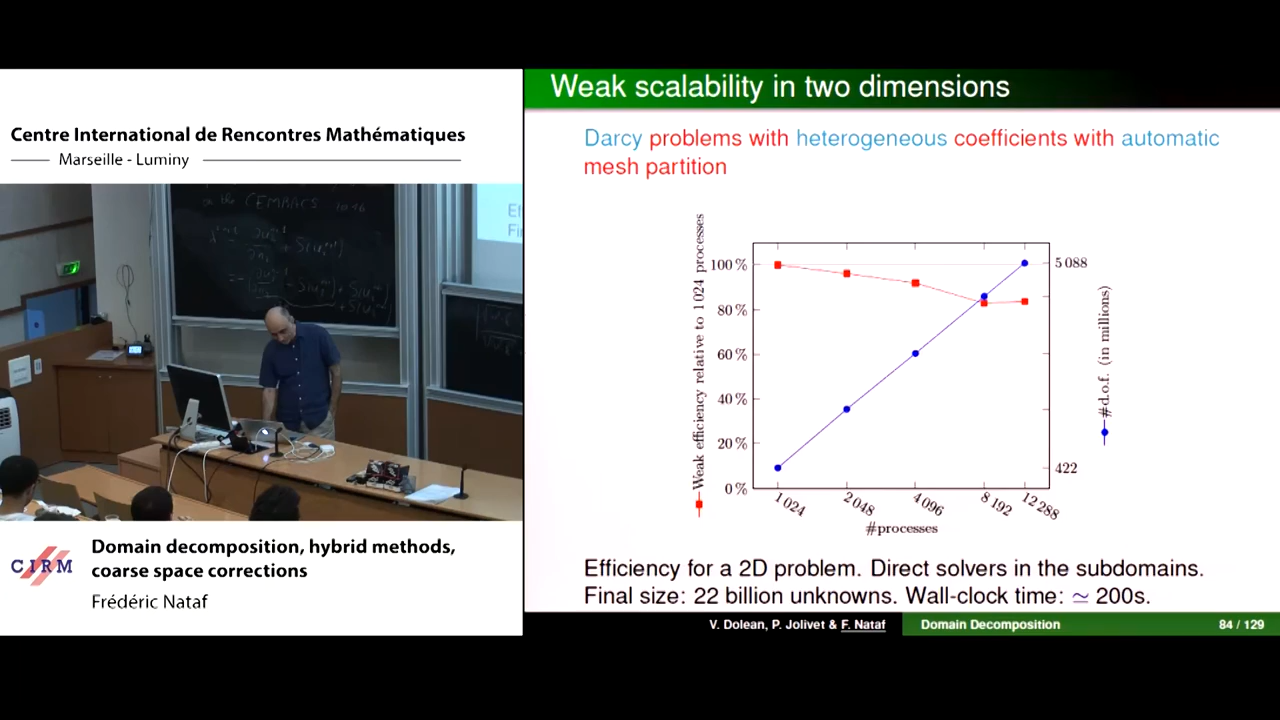 Centre International de Rencontres Mathématiques
Marseille - Luminy
CIRM
Domain decomposition, hybrid methods,
coarse space corrections
Frédéric Nataf
Weak scalability in two dimensions
Darcy problems with heterogeneous coefficients with automatic
mesh partition
Weak efficiency relative to 1 024 processes
100 %
80 %
60 %
40 %
20 %
0 %
1 024
2 048
4 096
8 192
12 288
#processes
5 088
422
#d.o.f. (in millions)
Efficiency for a 2D problem. Direct solvers in the subdomains.
Final size: 22 billion unknowns. Wall-clock time: ≃ 200s.
V. Dolean, P. Jolivet & F. Nataf
Domain Decomposition
84 / 129